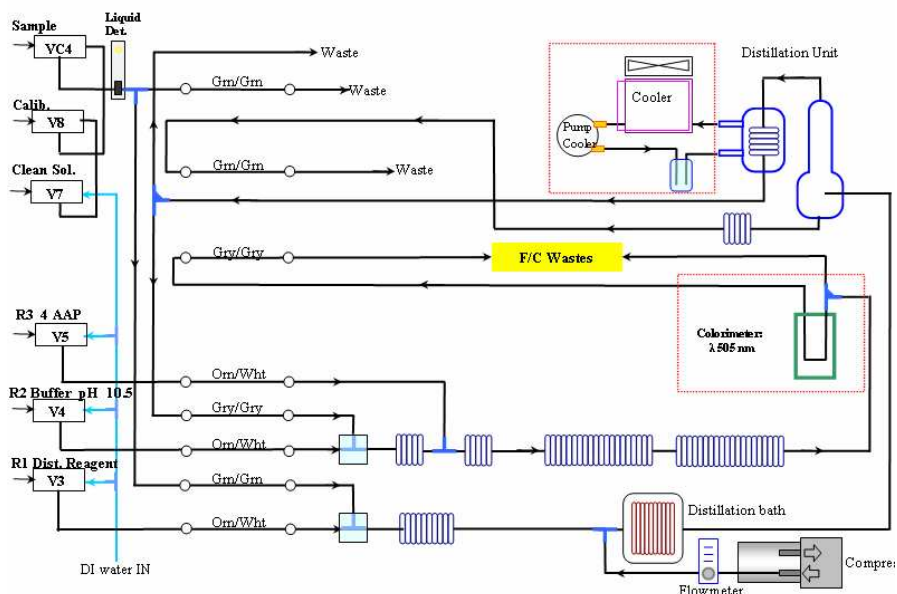 Sample
VC4
Liquid
Det.
Waste
Grn/Grn
Waste
Calib.
V8
Clean Sol.
V7
Grn/Grn
Waste
Cooler
Pump
Cooler
Distillation Unit
Gry/Gry
F/C Wastes
Colorimeter:
λ 505 nm
R3 4 AAP
V5
Orn/Wht
R2 Buffer pH 10.5
V4
Gry/Gry
Orn/Wht
R1 Dist. Reagent
V3
Grn/Grn
Orn/Wht
Distillation bath
DI water IN
Flowmeter
Compre